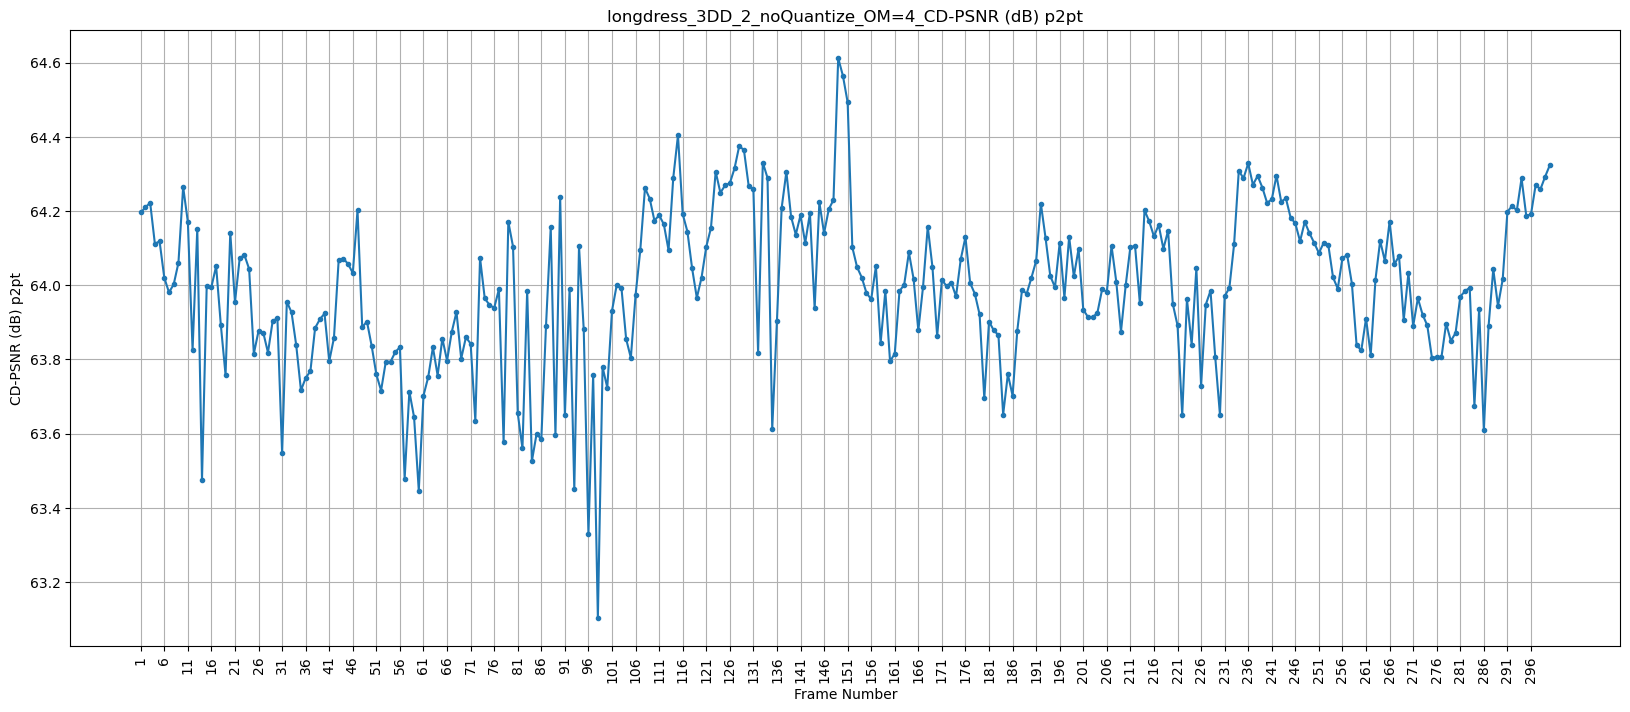 longdress_3DD_2_noQuantize_OM=4_CD-PSNR (dB) p2pt
CD-PSNR (dB) p2pt
64.6
64.4
64.2
64.0
63.8
63.6
63.4
63.2
1 6 11 16 21 26 31 36 41 46 51 56 61 66 71 76 81 86 91 96 101 106 111 116 121 126 131 136 141 146 151 156 161 166 171 176 181 186 191 196 201 206 211 216 221 226 231 236 241 246 251 256 261 266 271 276 281 286 291 296
Frame Number